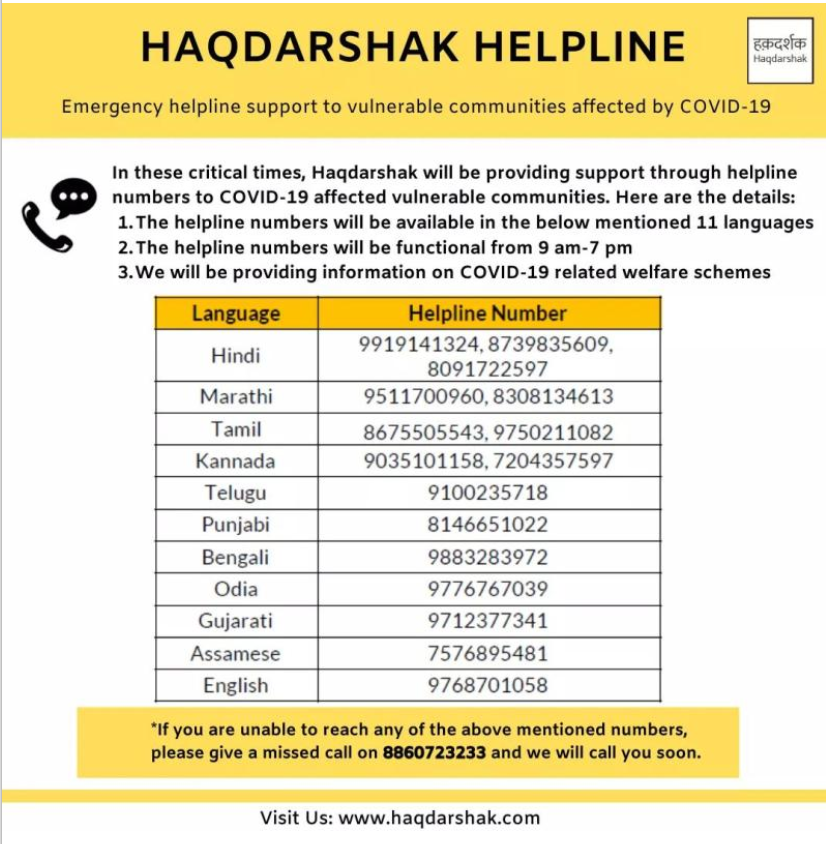 HAQDARSHAK HELPLINE
हक़दर्शक
Haqdarshak
Emergency helpline support to vulnerable communities affected by COVID-19
In these critical times, Haqdarshak will be providing support through helpline
numbers to COVID-19 affected vulnerable communities. Here are the details:
1.The helpline numbers will be available in the below mentioned 11 languages
2.The helpline numbers will be functional from 9 am-7 pm
3.We will be providing information on COVID-19 related welfare schemes
Language Helpline Number
Hindi 9919141324, 8739835609,
8091722597
Marathi 9511700960, 8308134613
Tamil 8675505543, 9750211082
Kannada 9035101158, 7204357597
Telugu 9100235718
Punjabi 8146651022
Bengali 9883283972
Odia 9776767039
Gujarati 9712377341
Assamese 7576895481
English 9768701058
*If you are unable to reach any of the above mentioned numbers,
please give a missed call on 8860723233 and we will call you soon.
Visit Us: www.haqdarshak.com